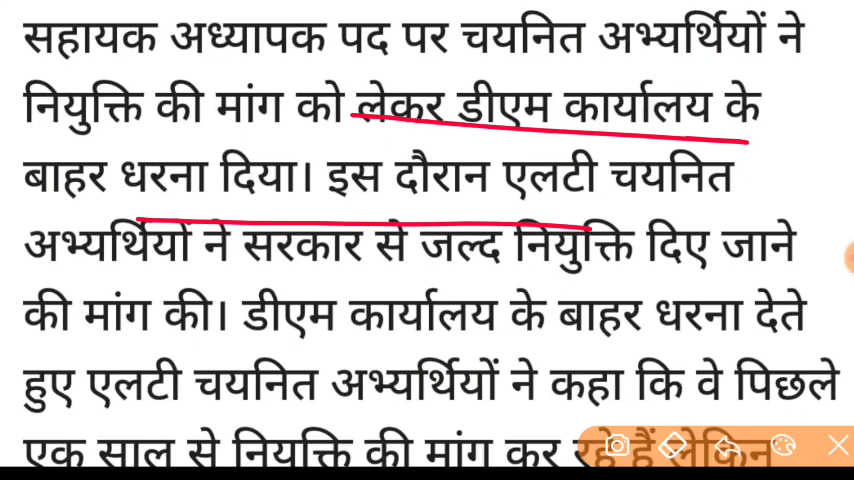 सहायक अध्यापक पद पर चयनित अभ्यर्थियों ने
नियुक्ति की मांग को लेकर डीएम कार्यालय के
बाहर धरना दिया। इस दौरान एलटी चयनित
अभ्यर्थियों ने सरकार से जल्द नियुक्ति दिए जाने
की मांग की। डीएम कार्यालय के बाहर धरना देते
हुए एलटी चयनित अभ्यर्थियों ने कहा कि वे पिछले
एक साल से नियुक्ति की मांग कर रहे हैं लेकिन